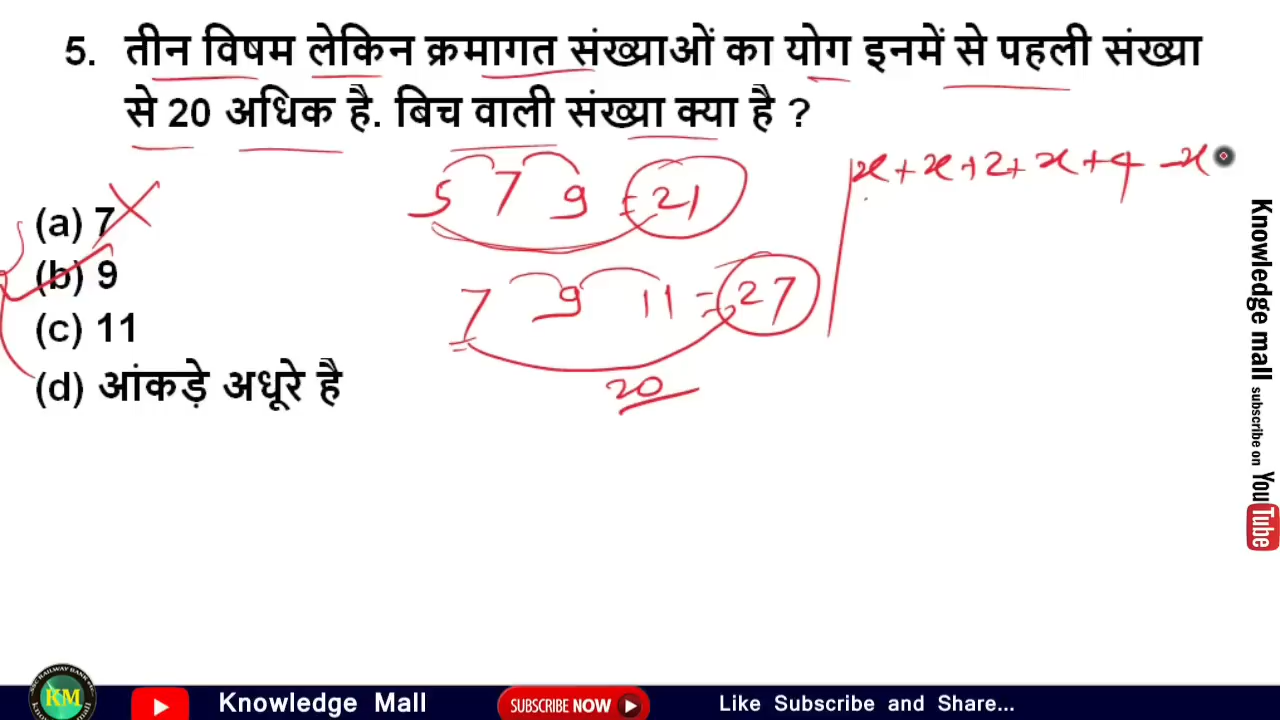 5. तीन विषम लेकिन क्रमागत संख्याओं का योग इनमें से पहली संख्या
से 20 अधिक है. बिच वाली संख्या क्या है ?
(a) 7
(b) 9
(c) 11
(d) आंकड़े अधूरे है
5 7 9 = 21
7 9 11 = 27
20
x+x+2+x+4-x
Knowledge mall subscribe on YouTube
KM
Knowledge Mall
SUBSCRIBE NOW
Like Subscribe and Share...